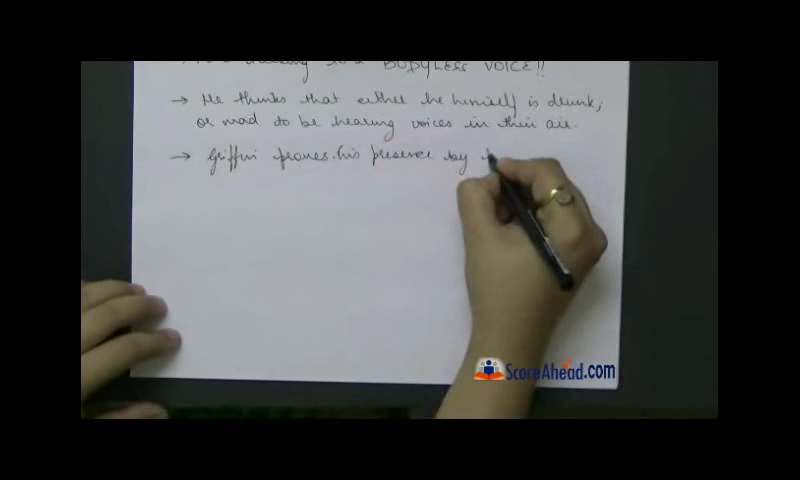 to a BODYLESS VOICE!!
→ He thinks that either he himself is drunk,
or mad to be hearing voices in thin air.
→ Griffin proves his presence by
ScoreAhead.com